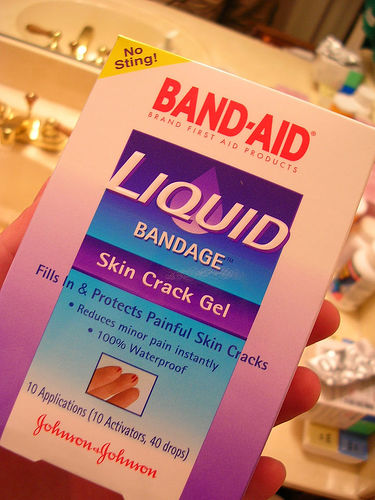 No
Sting!
BAND-AID®
BRAND FIRST AID PRODUCTS
LIQUID
BANDAGE™
Skin Crack Gel
Fills In & Protects Painful Skin Cracks
• Reduces minor pain instantly
• 100% Waterproof
10 Applications (10 Activators, 40 drops)
Johnson & Johnson